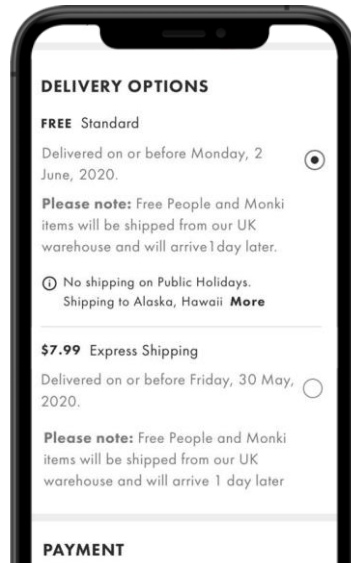 DELIVERY OPTIONS
FREE Standard
Delivered on or before Monday, 2
June, 2020.
Please note: Free People and Monki
items will be shipped from our UK
warehouse and will arrive1day later.
No shipping on Public Holidays.
Shipping to Alaska, Hawaii More
$7.99 Express Shipping
Delivered on or before Friday, 30 May,
2020.
Please note: Free People and Monki
items will be shipped from our UK
warehouse and will arrive 1 day later
PAYMENT